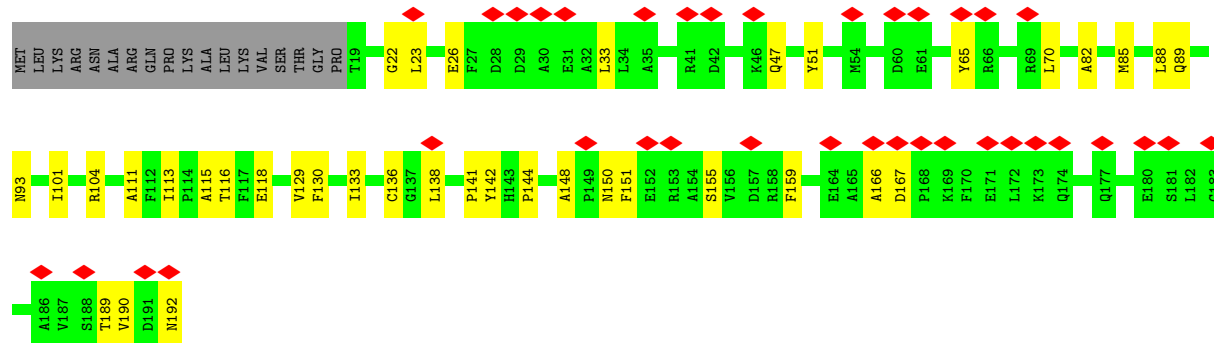 MET LEU LYS ARG ASN ALA ARG GLN PRO LYS ALA LEU LYS VAL SER THR GLY PRO T19 G22 L23 E26 F27 D28 D29 A30 E31 A32 L33 L34 A35 R41 D42 K46 Q47 Y51 M54 D60 E61 Y65 R66 R69 L70 A82 M85 L88 Q89
N93 I101 R104 A111 F112 I113 P114 A115 T116 F117 E118 V129 F130 I133 C136 G137 L138 P141 Y142 H143 P144 A148 P149 N150 F151 E152 R153 A154 S155 V156 D157 R158 F159 E164 A165 A166 D167 P168 K169 F170 E171 L172 K173 Q174 Q177 E180 S181 L182
A186 V187 S188 T189 V190 D191 N192